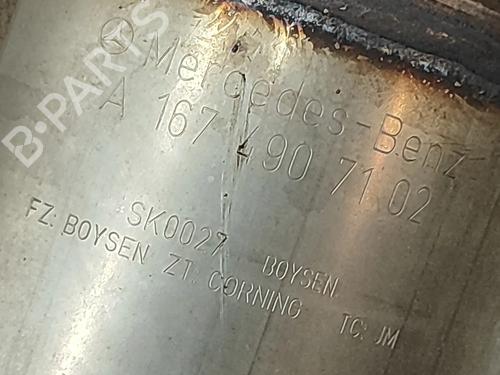 Mercedes-Benz
A 167 490 71 02
SK0027 BOYSEN
FZ. BOYSEN ZT. CORNING TC: JM
B-PARTS